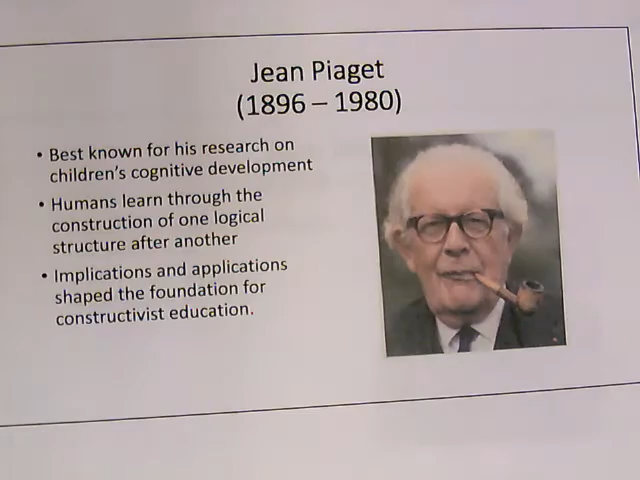 Jean Piaget
(1896 – 1980)
• Best known for his research on
children's cognitive development
• Humans learn through the
construction of one logical
structure after another
• Implications and applications
shaped the foundation for
constructivist education.